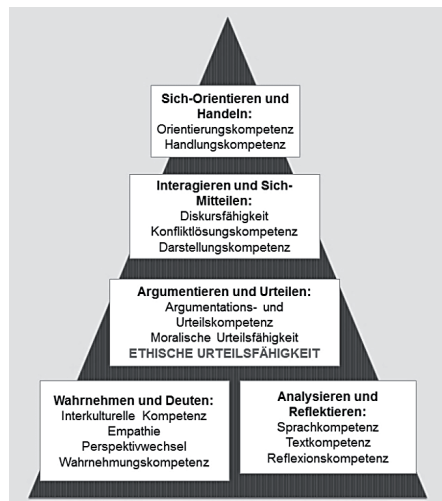 Sich-Orientieren und
Handeln:
Orientierungskompetenz
Handlungskompetenz
Interagieren und Sich-
Mitteilen:
Diskursfähigkeit
Konfliktlösungskompetenz
Darstellungskompetenz
Argumentieren und Urteilen:
Argumentations- und
Urteilskompetenz
Moralische Urteilsfähigkeit
ETHISCHE URTEILSFÄHIGKEIT
Wahrnehmen und Deuten:
Interkulturelle Kompetenz
Empathie
Perspektivwechsel
Wahrnehmungskompetenz
Analysieren und
Reflektieren:
Sprachkompetenz
Textkompetenz
Reflexionskompetenz